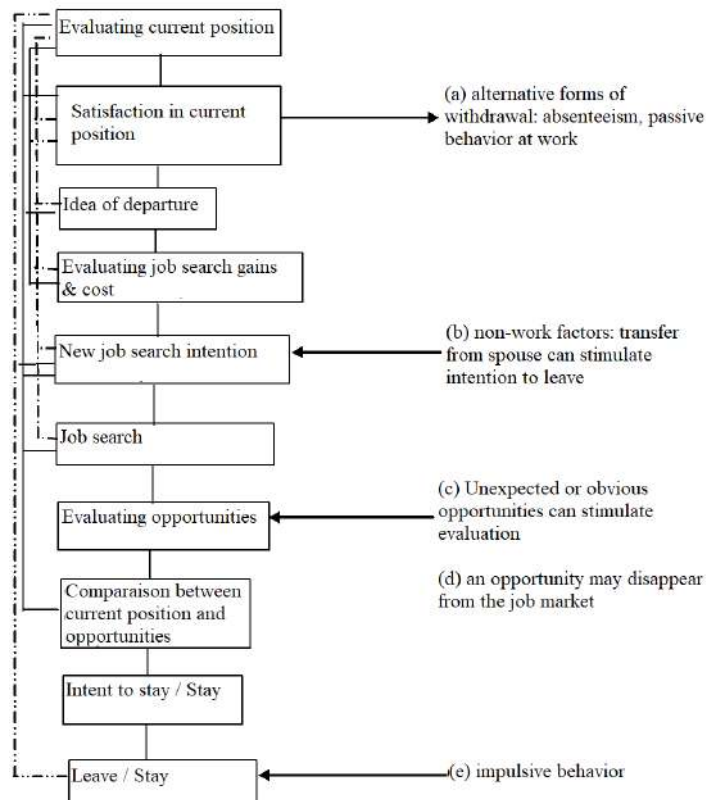 Evaluating current position
Satisfaction in current
position
(a) alternative forms of
withdrawal: absenteeism, passive
behavior at work
Idea of departure
Evaluating job search gains
& cost
New job search intention
(b) non-work factors: transfer
from spouse can stimulate
intention to leave
Job search
Evaluating opportunities
(c) Unexpected or obvious
opportunities can stimulate
evaluation
(d) an opportunity may disappear
from the job market
Comparaison between
current position and
opportunities
Intent to stay / Stay
Leave / Stay
(e) impulsive behavior